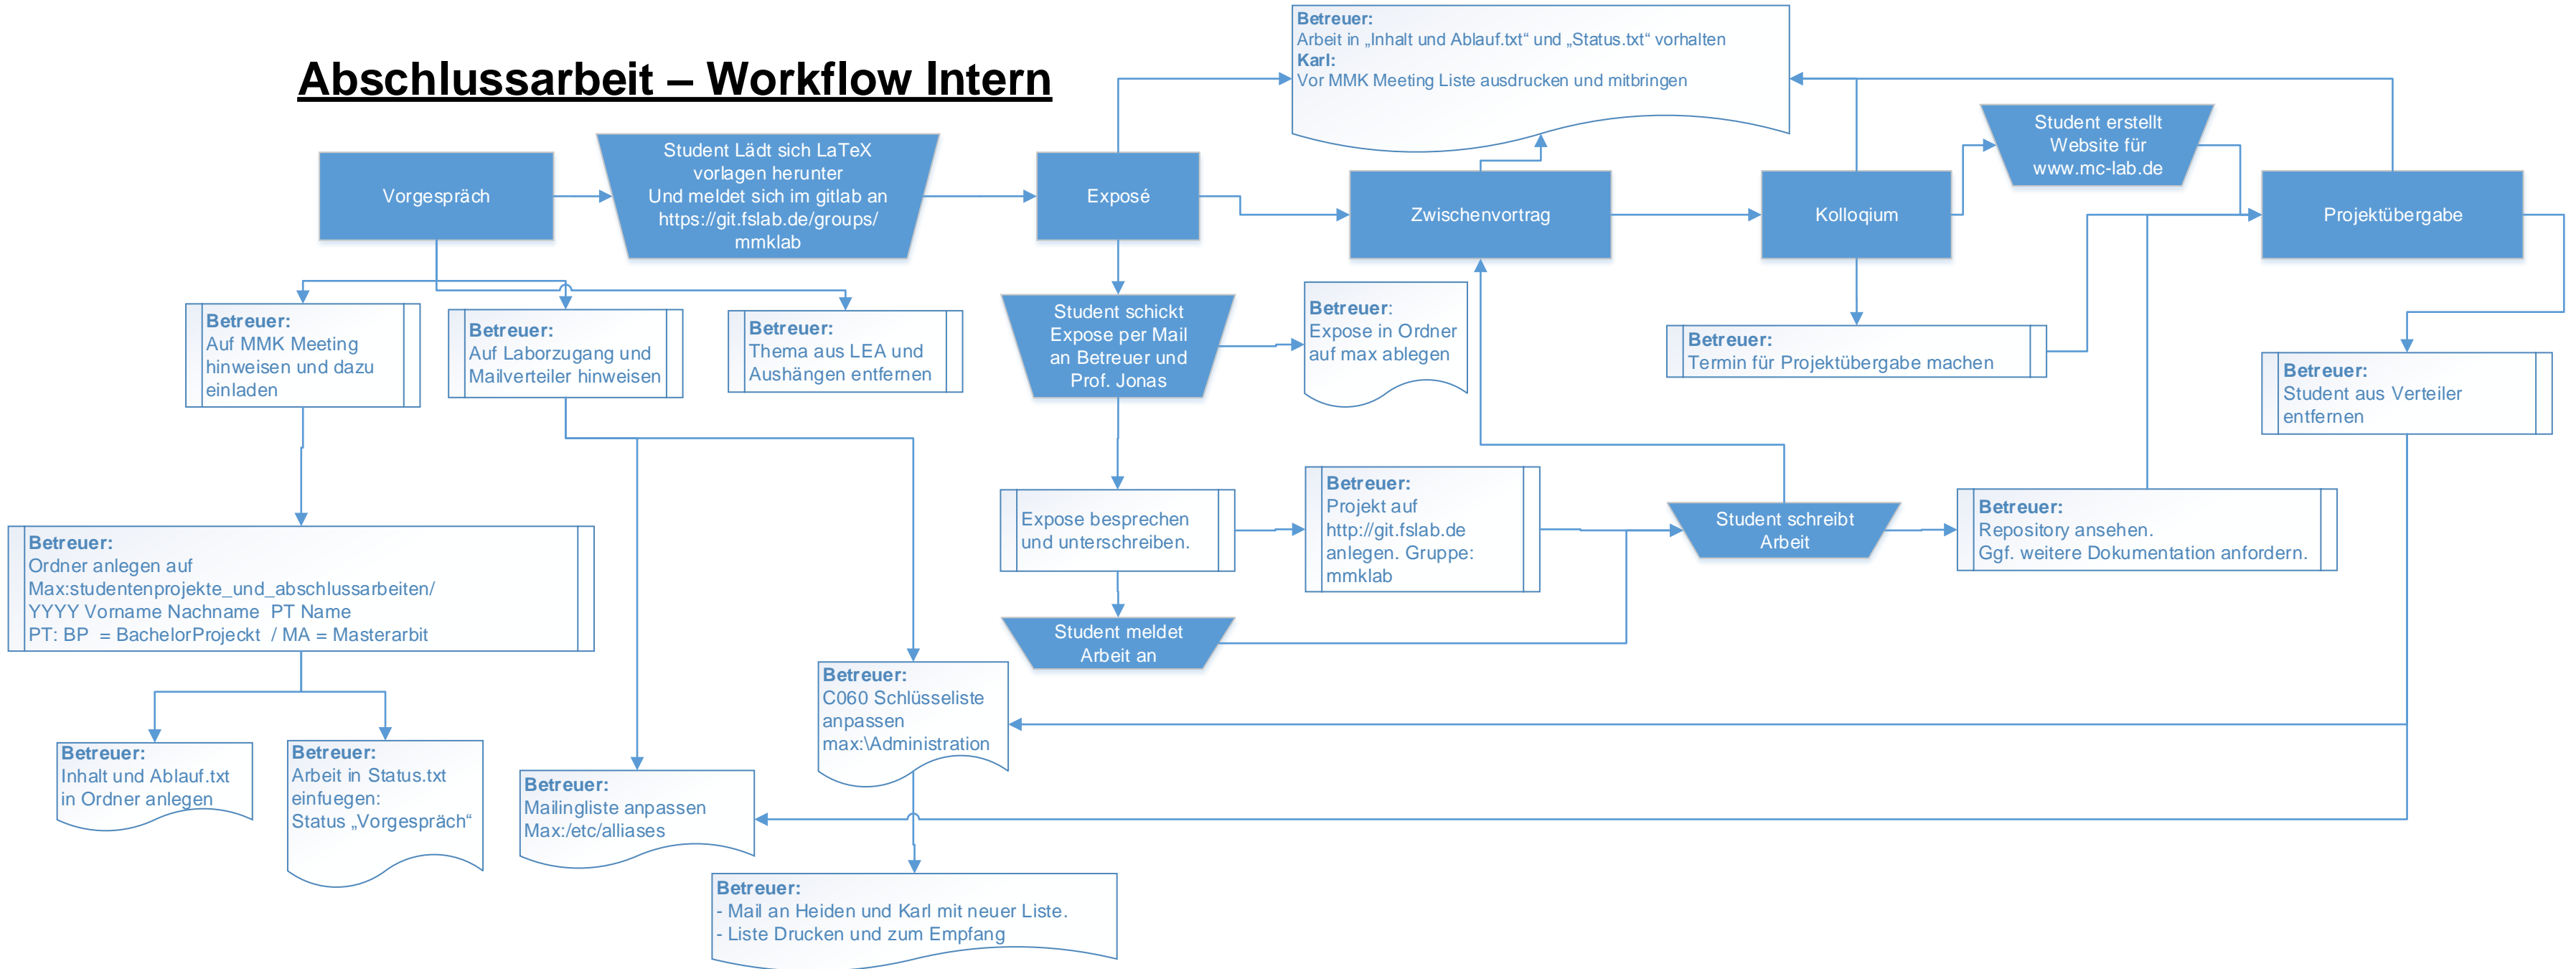 Abschlussarbeit – Workflow Intern
Betreuer:
Arbeit in „Inhalt und Ablauf.txt“ und „Status.txt“ vorhalten
Karl:
Vor MMK Meeting Liste ausdrucken und mitbringen
Vorgespräch
Student Lädt sich LaTeX
vorlagen herunter
Und meldet sich im gitlab an
https://git.fslab.de/groups/
mmklab
Exposé
Zwischenvortrag
Kolloqium
Student erstellt
Website für
www.mc-lab.de
Projektübergabe
Betreuer:
Auf MMK Meeting
hinweisen und dazu
einladen
Betreuer:
Auf Laborzugang und
Mailverteiler hinweisen
Betreuer:
Thema aus LEA und
Aushängen entfernen
Student schickt
Expose per Mail
an Betreuer und
Prof. Jonas
Betreuer:
Expose in Ordner
auf max ablegen
Betreuer:
Termin für Projektübergabe machen
Betreuer:
Student aus Verteiler
entfernen
Betreuer:
Ordner anlegen auf
Max:studentenprojekte_und_abschlussarbeiten/
YYYY Vorname Nachname  PT Name
PT: BP  = BachelorProjeckt  / MA = Masterarbit
Expose besprechen
und unterschreiben.
Betreuer:
Projekt auf
http://git.fslab.de
anlegen. Gruppe:
mmklab
Student schreibt
Arbeit
Betreuer:
Repository ansehen.
Ggf. weitere Dokumentation anfordern.
Student meldet
Arbeit an
Betreuer:
C060 Schlüsseliste
anpassen
max:\Administration
Betreuer:
Inhalt und Ablauf.txt
in Ordner anlegen
Betreuer:
Arbeit in Status.txt
einfuegen:
Status „Vorgespräch“
Betreuer:
Mailingliste anpassen
Max:/etc/alliases
Betreuer:
- Mail an Heiden und Karl mit neuer Liste.
- Liste Drucken und zum Empfang